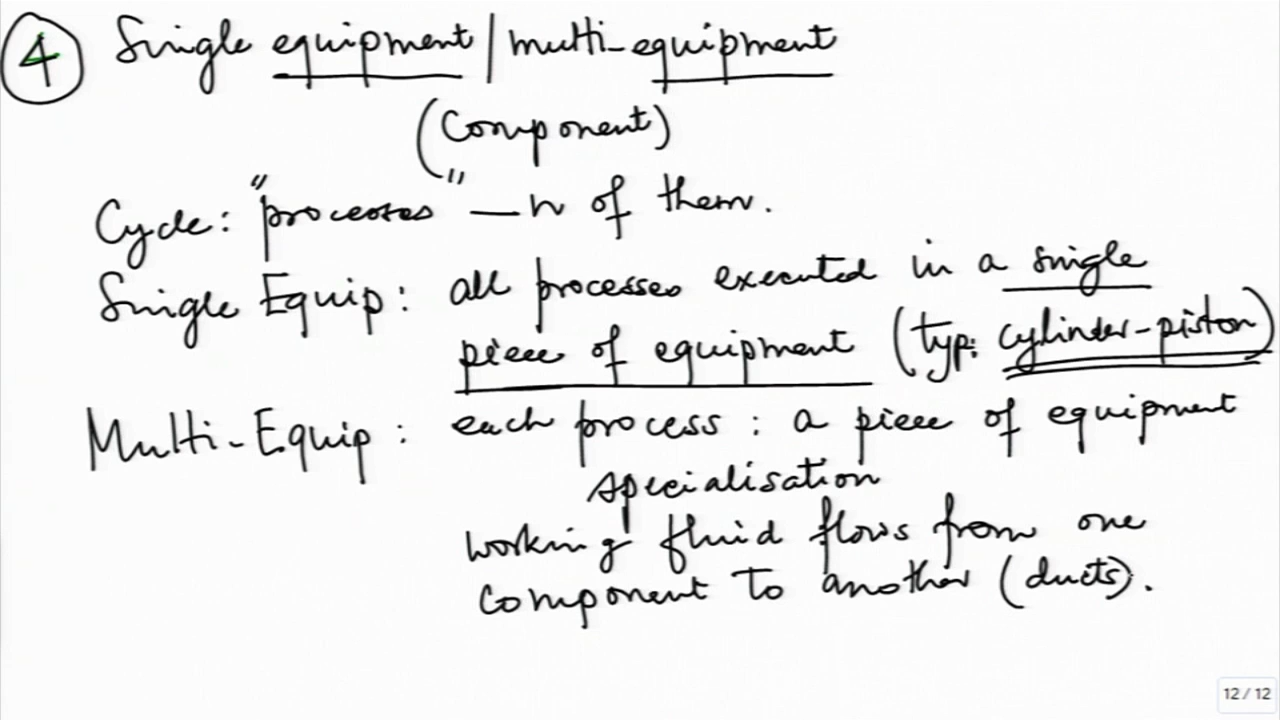 4 Single equipment / multi-equipment
(Component)
Cycle: "processes" — n of them.
Single Equip: all processes executed in a single
piece of equipment (typ: cylinder-piston)
Multi-Equip: each process : a piece of equipment
specialisation
working fluid flows from one
component to another (ducts).
12 / 12